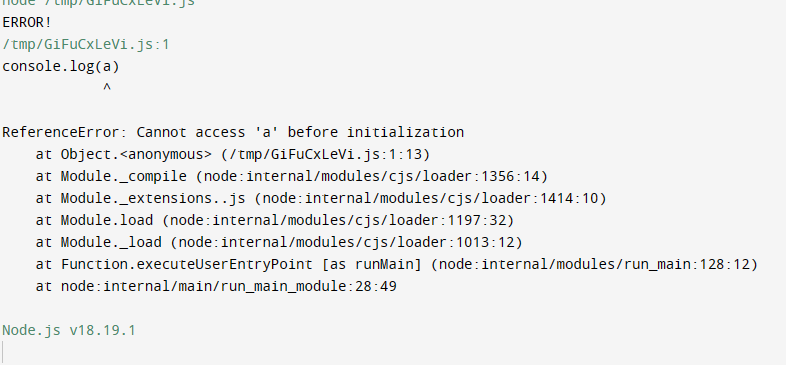 node /tmp/GiFuCxLeVi.js
ERROR!
/tmp/GiFuCxLeVi.js:1
console.log(a)
            ^
ReferenceError: Cannot access 'a' before initialization
    at Object.<anonymous> (/tmp/GiFuCxLeVi.js:1:13)
    at Module._compile (node:internal/modules/cjs/loader:1356:14)
    at Module._extensions..js (node:internal/modules/cjs/loader:1414:10)
    at Module.load (node:internal/modules/cjs/loader:1197:32)
    at Module._load (node:internal/modules/cjs/loader:1013:12)
    at Function.executeUserEntryPoint [as runMain] (node:internal/modules/run_main:128:12)
    at node:internal/main/run_main_module:28:49
Node.js v18.19.1